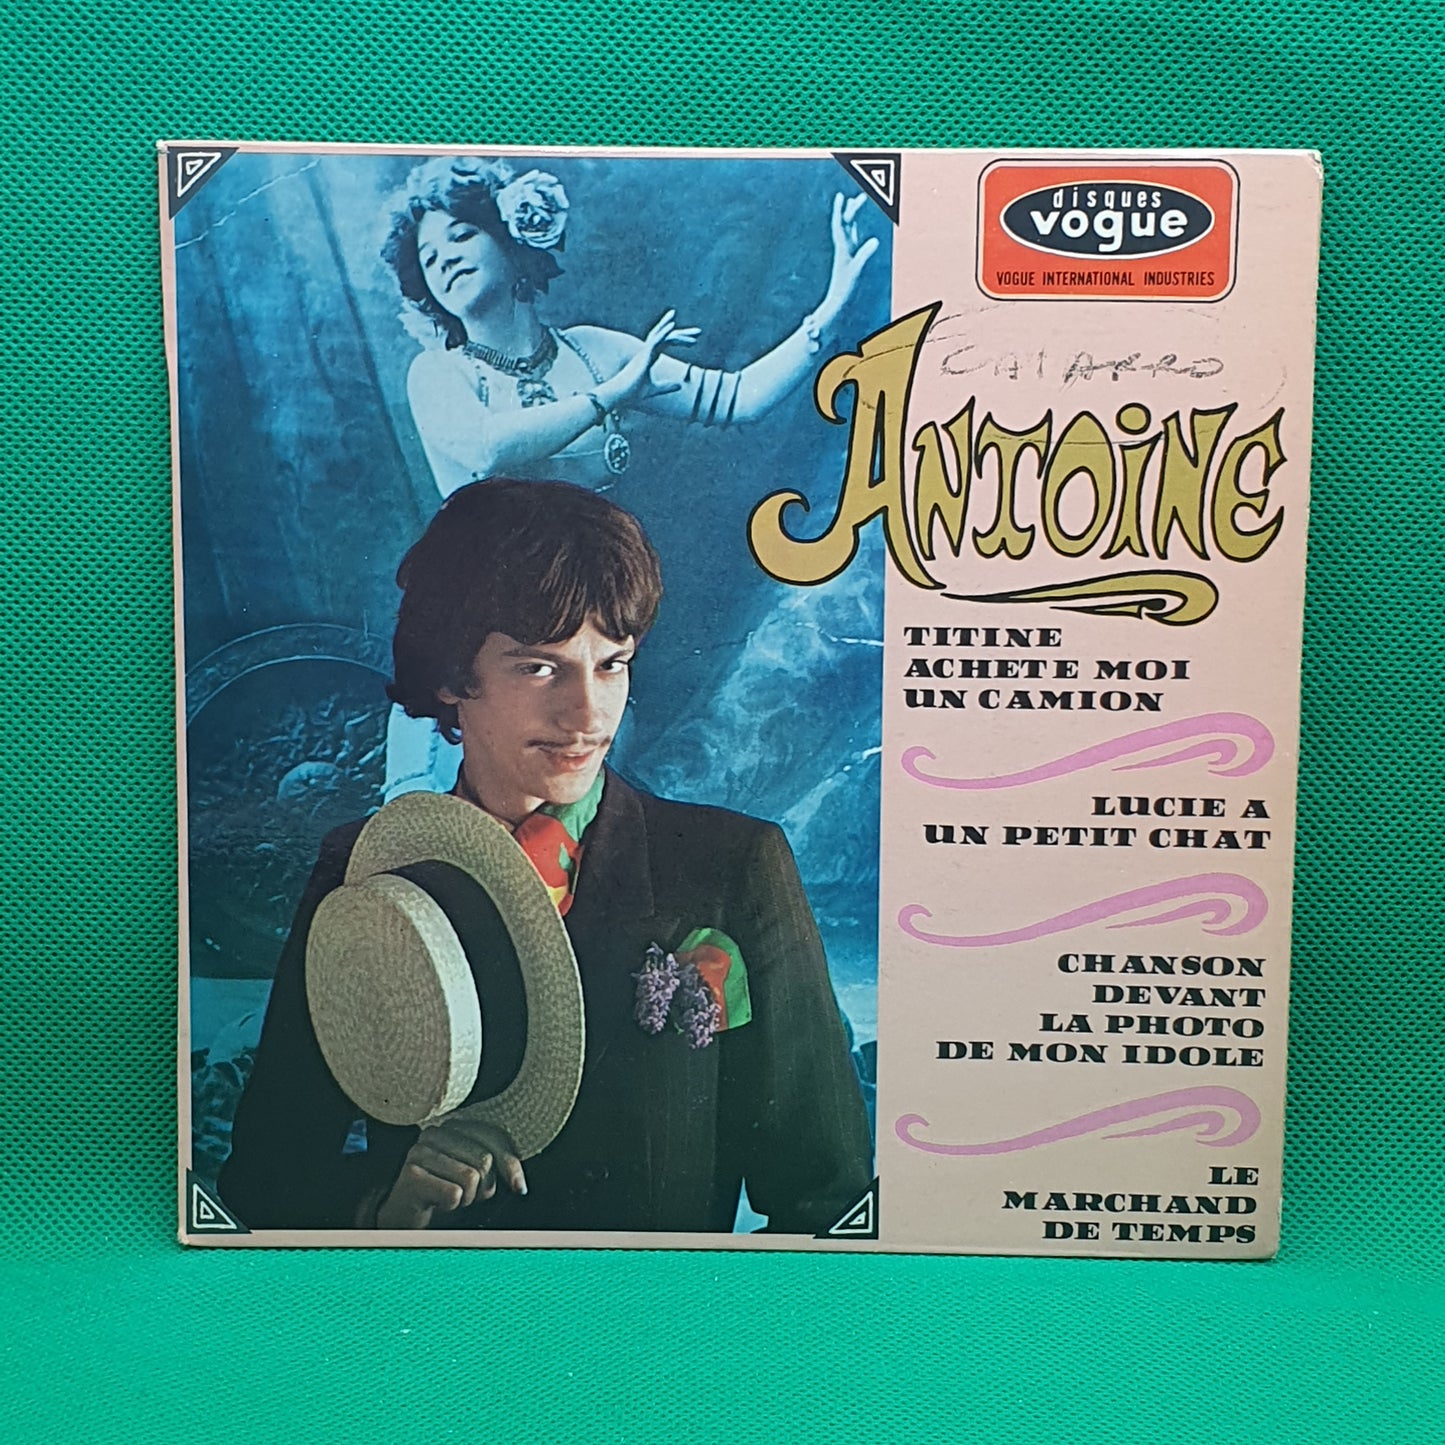 disques
vogue
VOGUE INTERNATIONAL INDUSTRIES
ANTOINE
TITINE
ACHETE MOI
UN CAMION
LUCIE A
UN PETIT CHAT
CHANSON
DEVANT
LA PHOTO
DE MON IDOLE
LE
MARCHAND
DE TEMPS